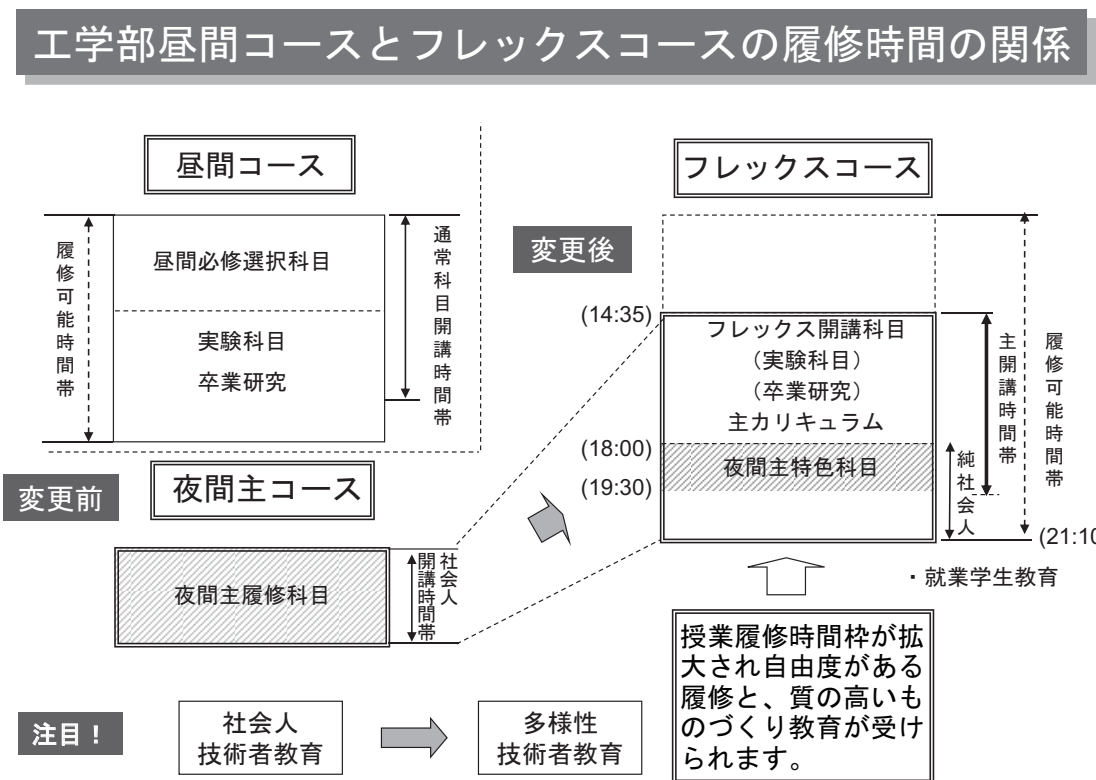 工学部昼間コースとフレックスコースの履修時間の関係
昼間コース
履修可能時間帯
昼間必修選択科目
実験科目
卒業研究
通常科目開講時間帯
変更前
夜間主コース
夜間主履修科目
社会人
開講時間帯
フレックスコース
変更後
(14:35)
フレックス開講科目
（実験科目）
（卒業研究）
主カリキュラム
(18:00)
夜間主特色科目
(19:30)
純社会人
主開講時間帯
履修可能時間帯
(21:10
・就業学生教育
授業履修時間枠が拡
大され自由度がある
履修と、質の高いも
のづくり教育が受け
られます。
注目！
社会人
技術者教育
多様性
技術者教育